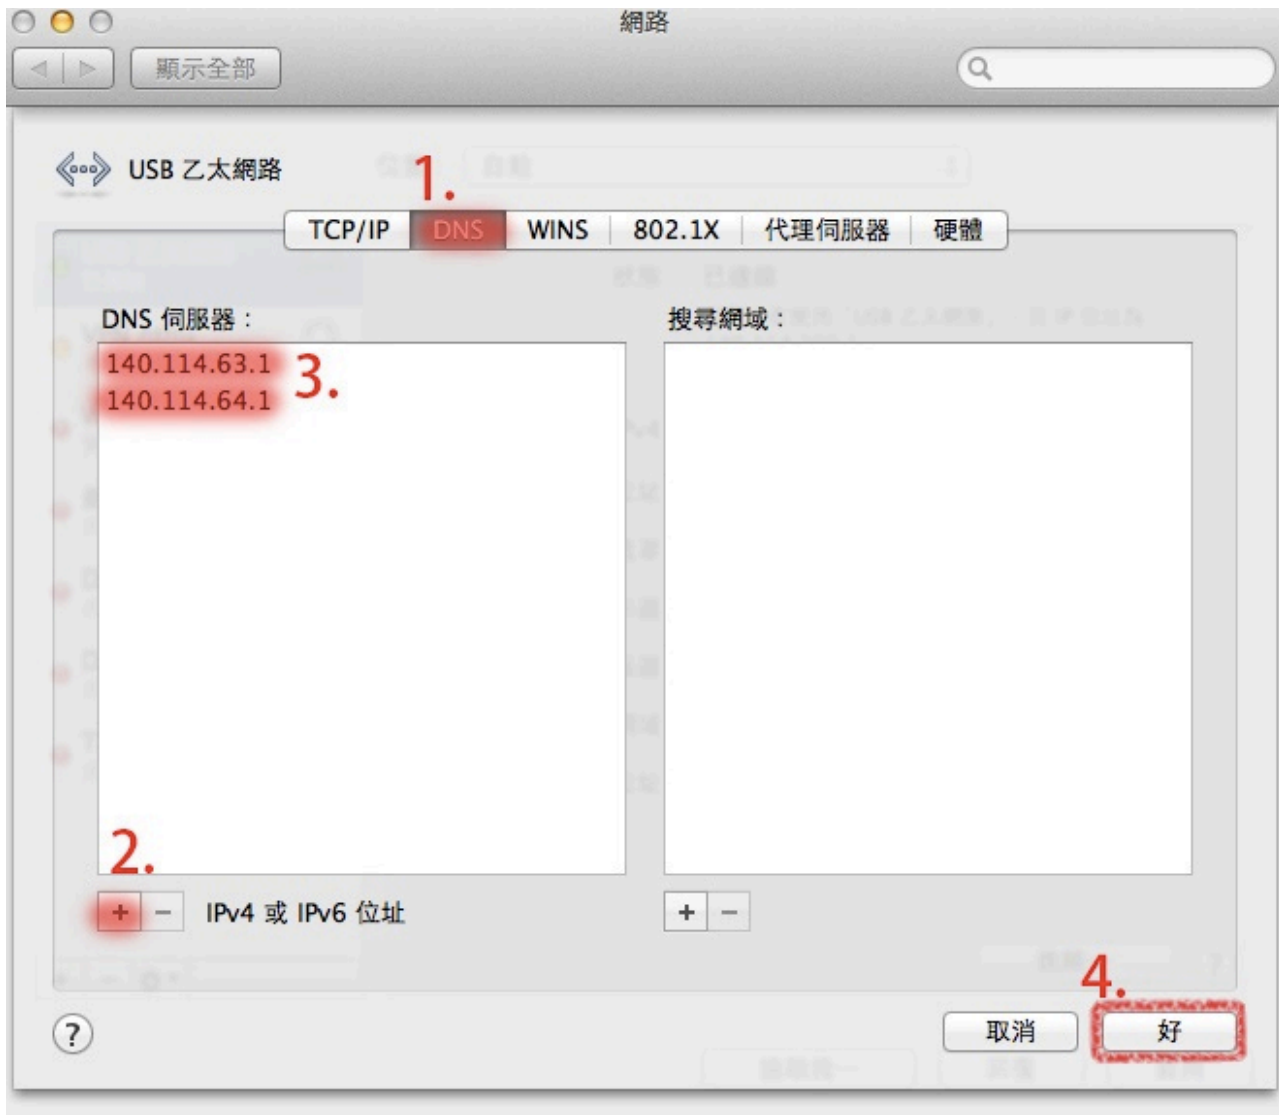 網路
顯示全部
USB 乙太網路
1.
TCP/IP DNS WINS 802.1X 代理伺服器 硬體
DNS 伺服器：
搜尋網域：
140.114.63.1
140.114.64.1
3.
2.
+ − IPv4 或 IPv6 位址
+ −
4.
? 取消 好